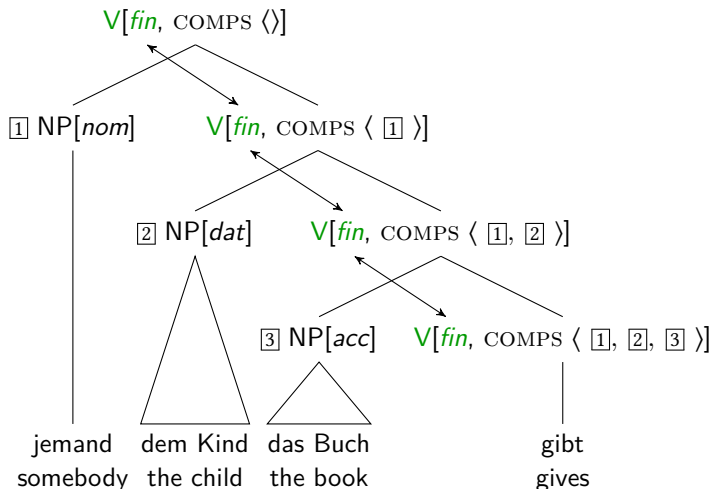 V[fin, COMPS ⟨⟩]
1 NP[nom] V[fin, COMPS ⟨ 1 ⟩]
2 NP[dat] V[fin, COMPS ⟨ 1, 2 ⟩]
3 NP[acc] V[fin, COMPS ⟨ 1, 2, 3 ⟩]
jemand dem Kind das Buch gibt
somebody the child the book gives